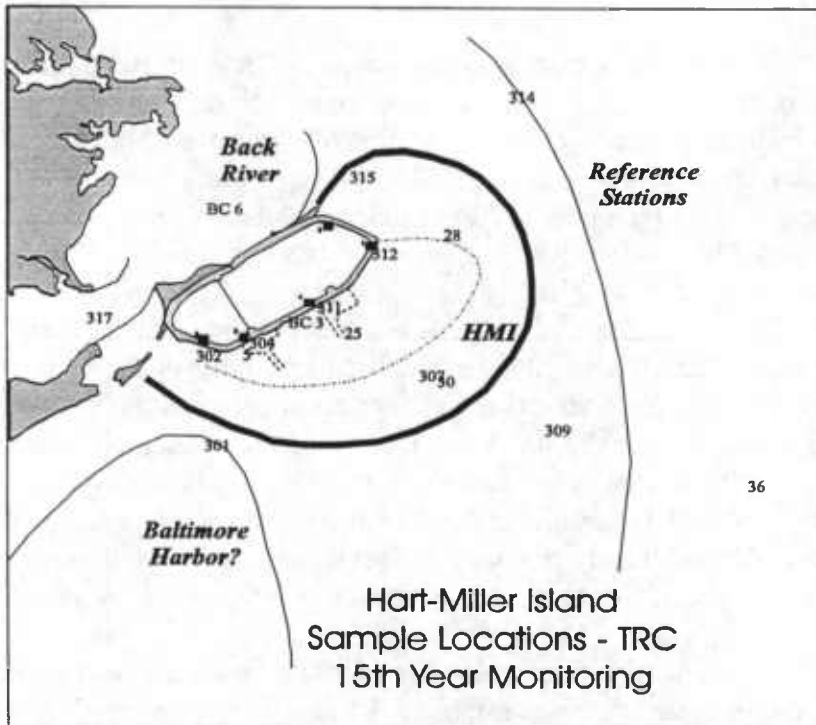 314
Back
River
315
Reference
Stations
BC 6
28
312
317
311
BC 3
HMI
25
302
304
5
307
30
301
309
36
Baltimore
Harbor?
Hart-Miller Island
Sample Locations - TRC
15th Year Monitoring